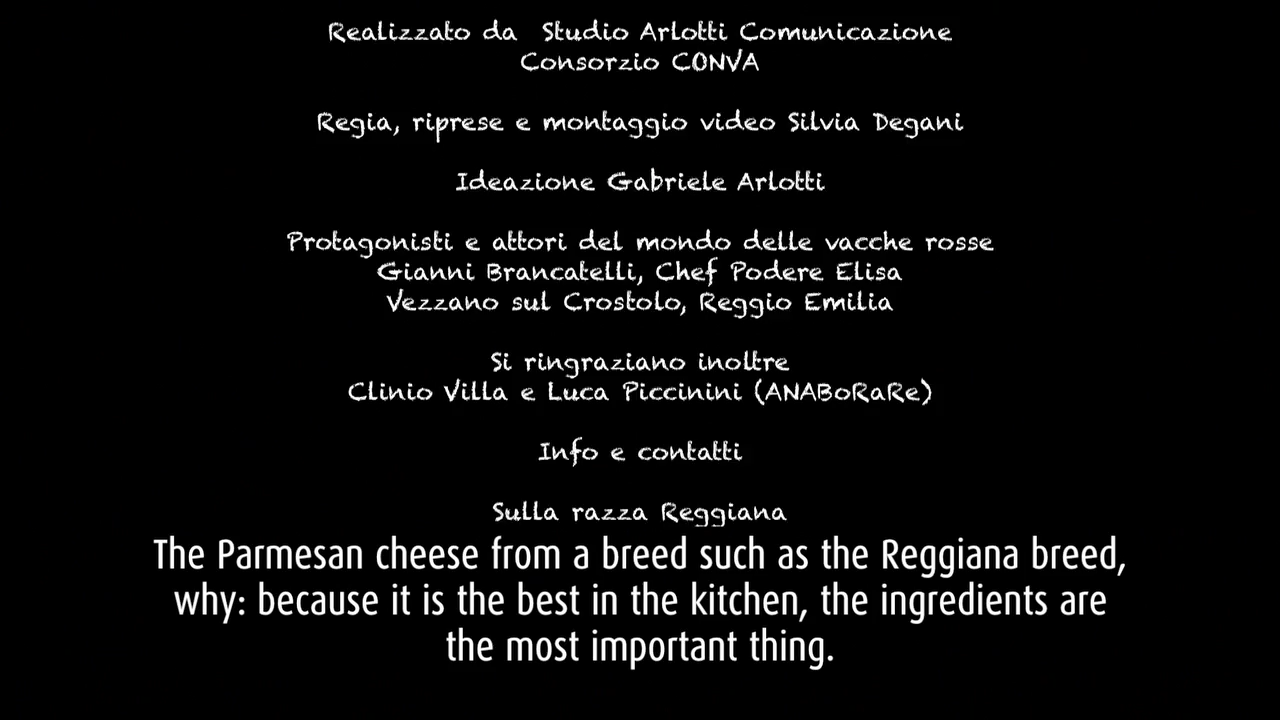 Realizzato da Studio Arlotti Comunicazione
Consorzio CONVA
Regia, riprese e montaggio video Silvia Degani
Ideazione Gabriele Arlotti
Protagonisti e attori del mondo delle vacche rosse
Gianni Brancatelli, Chef Podere Elisa
Vezzano sul Crostolo, Reggio Emilia
Si ringraziano inoltre
Clinio Villa e Luca Piccinini (ANABoRaRe)
Info e contatti
Sulla razza Reggiana
The Parmesan cheese from a breed such as the Reggiana breed,
why: because it is the best in the kitchen, the ingredients are
the most important thing.